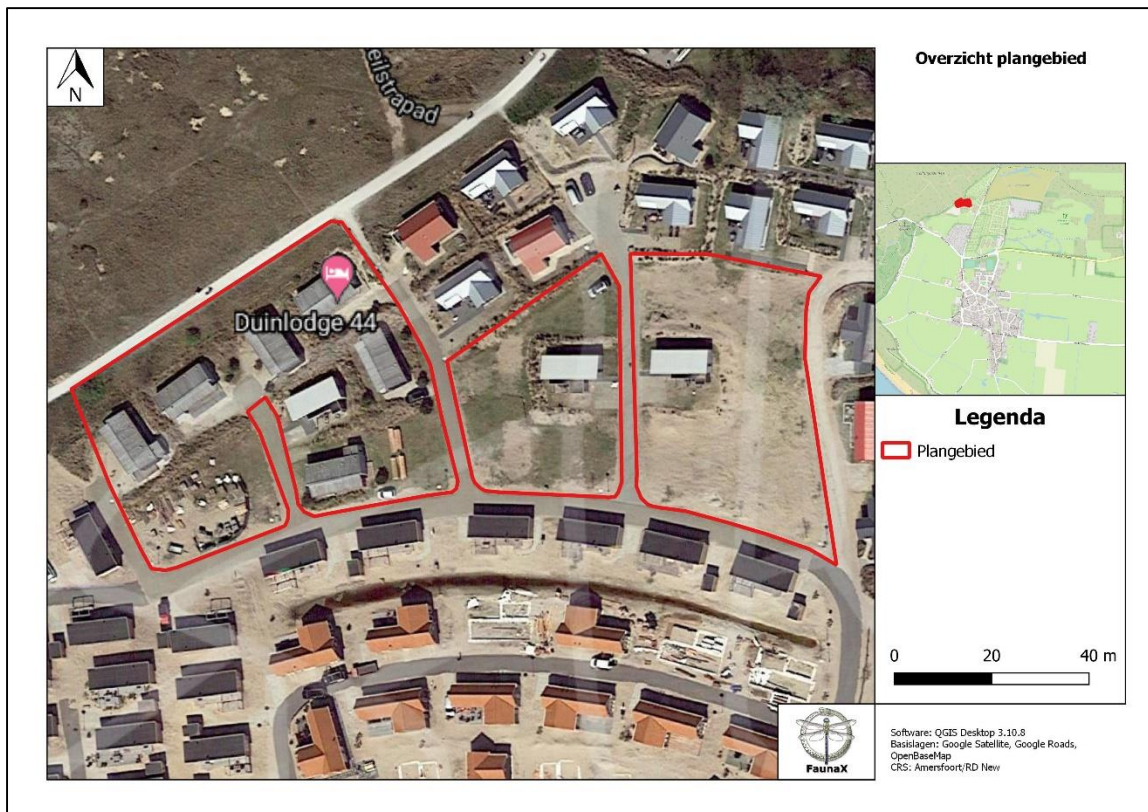 Overzicht plangebied
N
eilstrapad
Duinlodge 44
Legenda
Plangebied
0 20 40 m
FaunaX
Software: QGIS Desktop 3.10.8
Basislagen: Google Satellite, Google Roads,
OpenBaseMap
CRS: Amersfoort/RD New